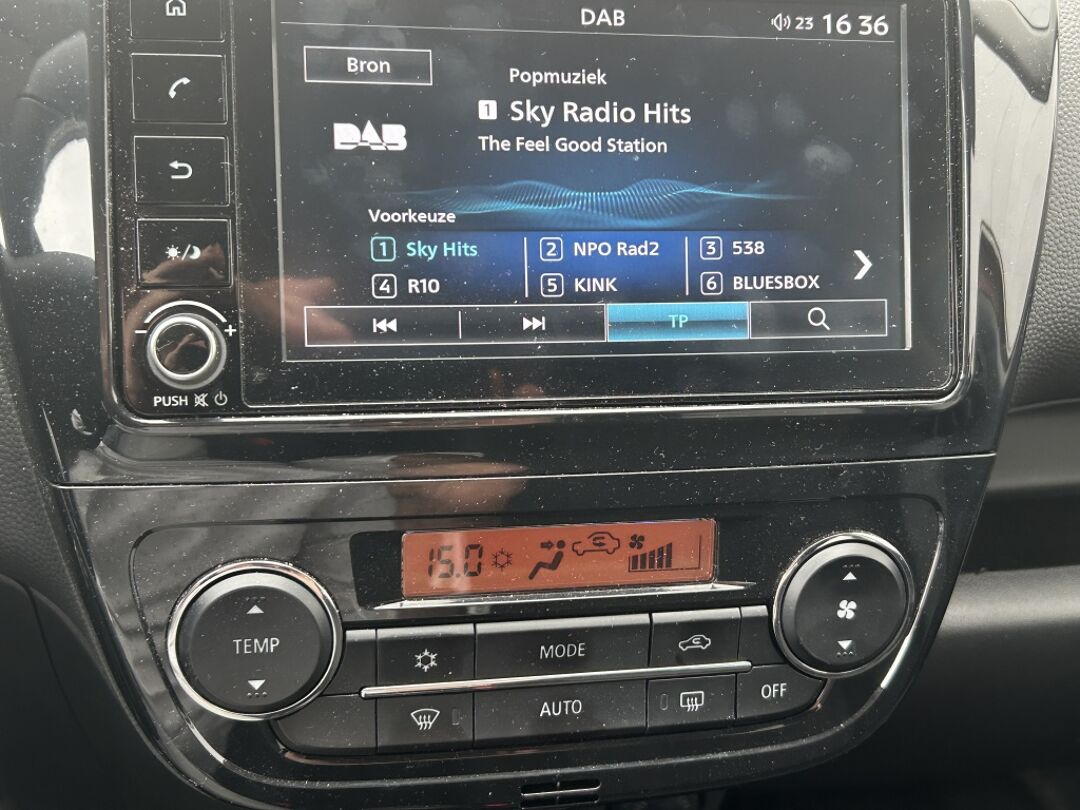 DAB 23 16 36
Bron
Popmuziek
1 Sky Radio Hits
DAB
The Feel Good Station
Voorkeuze
1 Sky Hits 2 NPO Rad2 3 538
4 R10 5 KINK 6 BLUESBOX
TP
PUSH
15.0
TEMP
MODE
AUTO
OFF